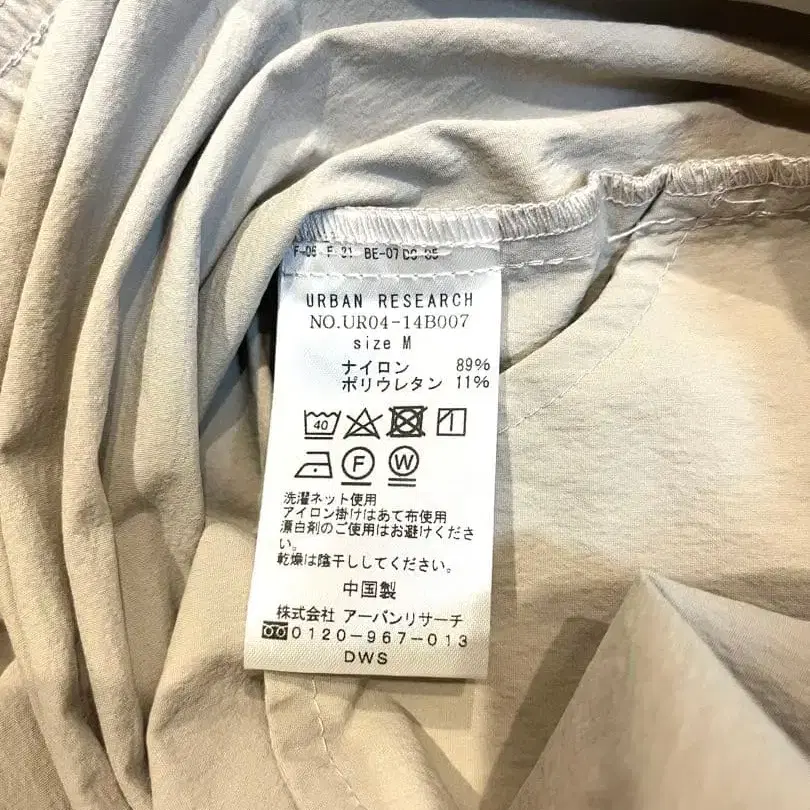 URBAN RESEARCH
NO.UR04-14B007
size M
ナイロン 89%
ポリウレタン 11%
40
F W
洗濯ネット使用
アイロン掛けはあて布使用
漂白剤のご使用はお避けくださ
い。
乾燥は陰干ししてください。
中国製
株式会社 アーバンリサーチ
0120-967-013
DWS